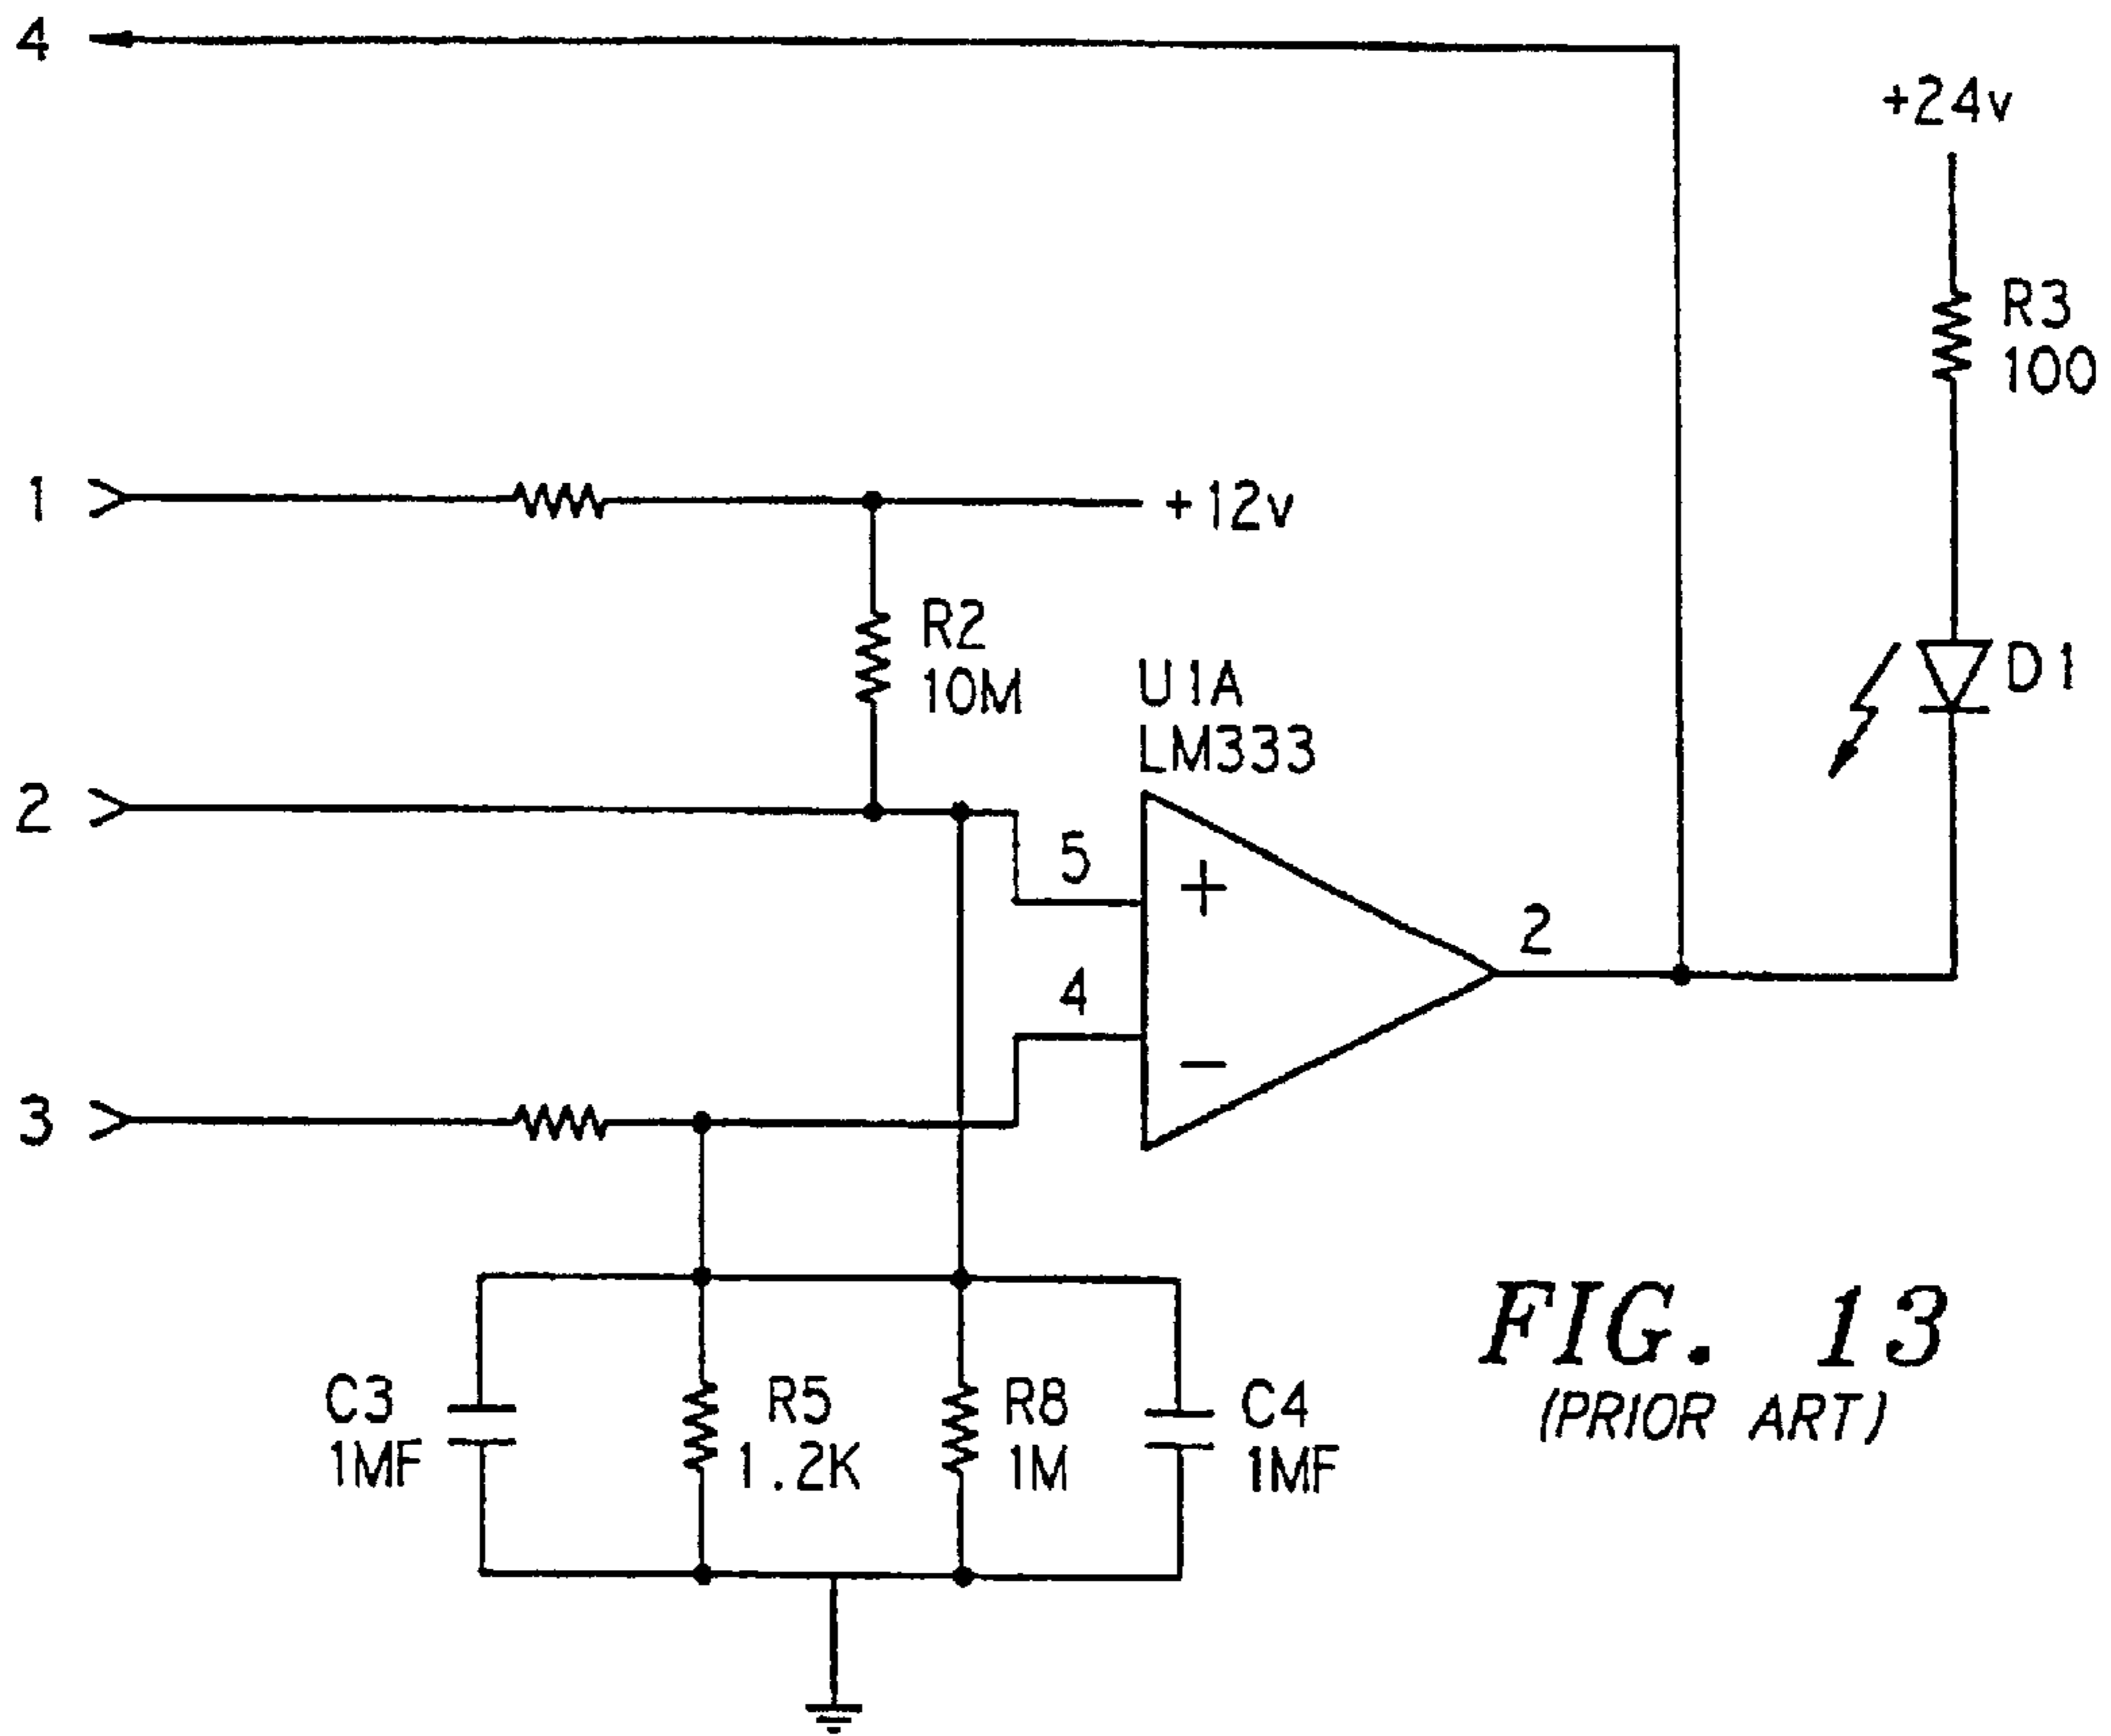 4
+24v
R3
100
1
+12v
R2
10M
U1A
LM333
D1
2
5
+
2
4
−
3
C3
1MF
R5
1.2K
R8
1M
C4
1MF
FIG. 13
(PRIOR ART)